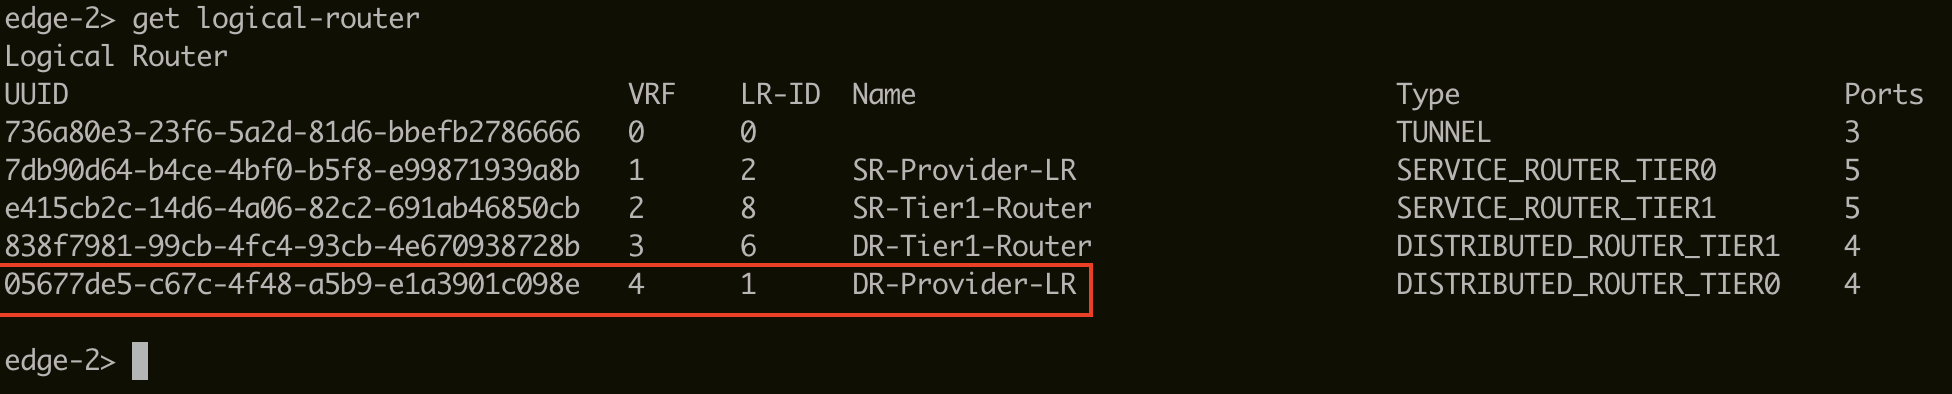 edge-2> get logical-router
Logical Router
UUID VRF LR-ID Name Type Ports
736a80e3-23f6-5a2d-81d6-bbefb2786666 0 0 TUNNEL 3
7db90d64-b4ce-4bf0-b5f8-e99871939a8b 1 2 SR-Provider-LR SERVICE_ROUTER_TIER0 5
e415cb2c-14d6-4a06-82c2-691ab46850cb 2 8 SR-Tier1-Router SERVICE_ROUTER_TIER1 5
838f7981-99cb-4fc4-93cb-4e670938728b 3 6 DR-Tier1-Router DISTRIBUTED_ROUTER_TIER1 4
05677de5-c67c-4f48-a5b9-e1a3901c098e 4 1 DR-Provider-LR DISTRIBUTED_ROUTER_TIER0 4
edge-2>